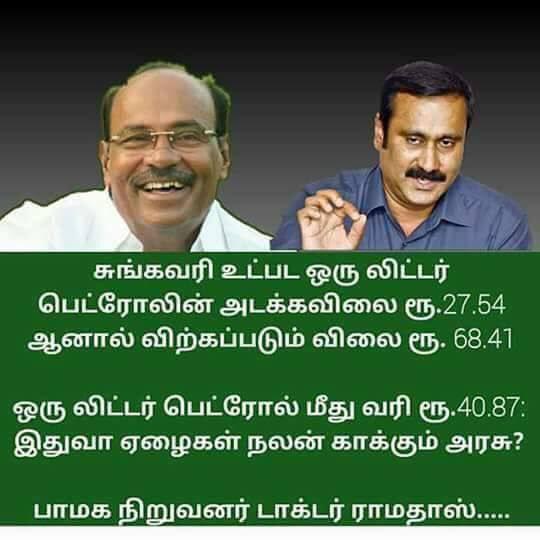 சுங்கவரி உட்பட ஒரு லிட்டர்
பெட்ரோலின் அடக்கவிலை ரூ.27.54
ஆனால் விற்கப்படும் விலை ரூ. 68.41
ஒரு லிட்டர் பெட்ரோல் மீது வரி ரூ.40.87:
இதுவா ஏழைகள் நலன் காக்கும் அரசு?
பாமக நிறுவனர் டாக்டர் ராமதாஸ்.....